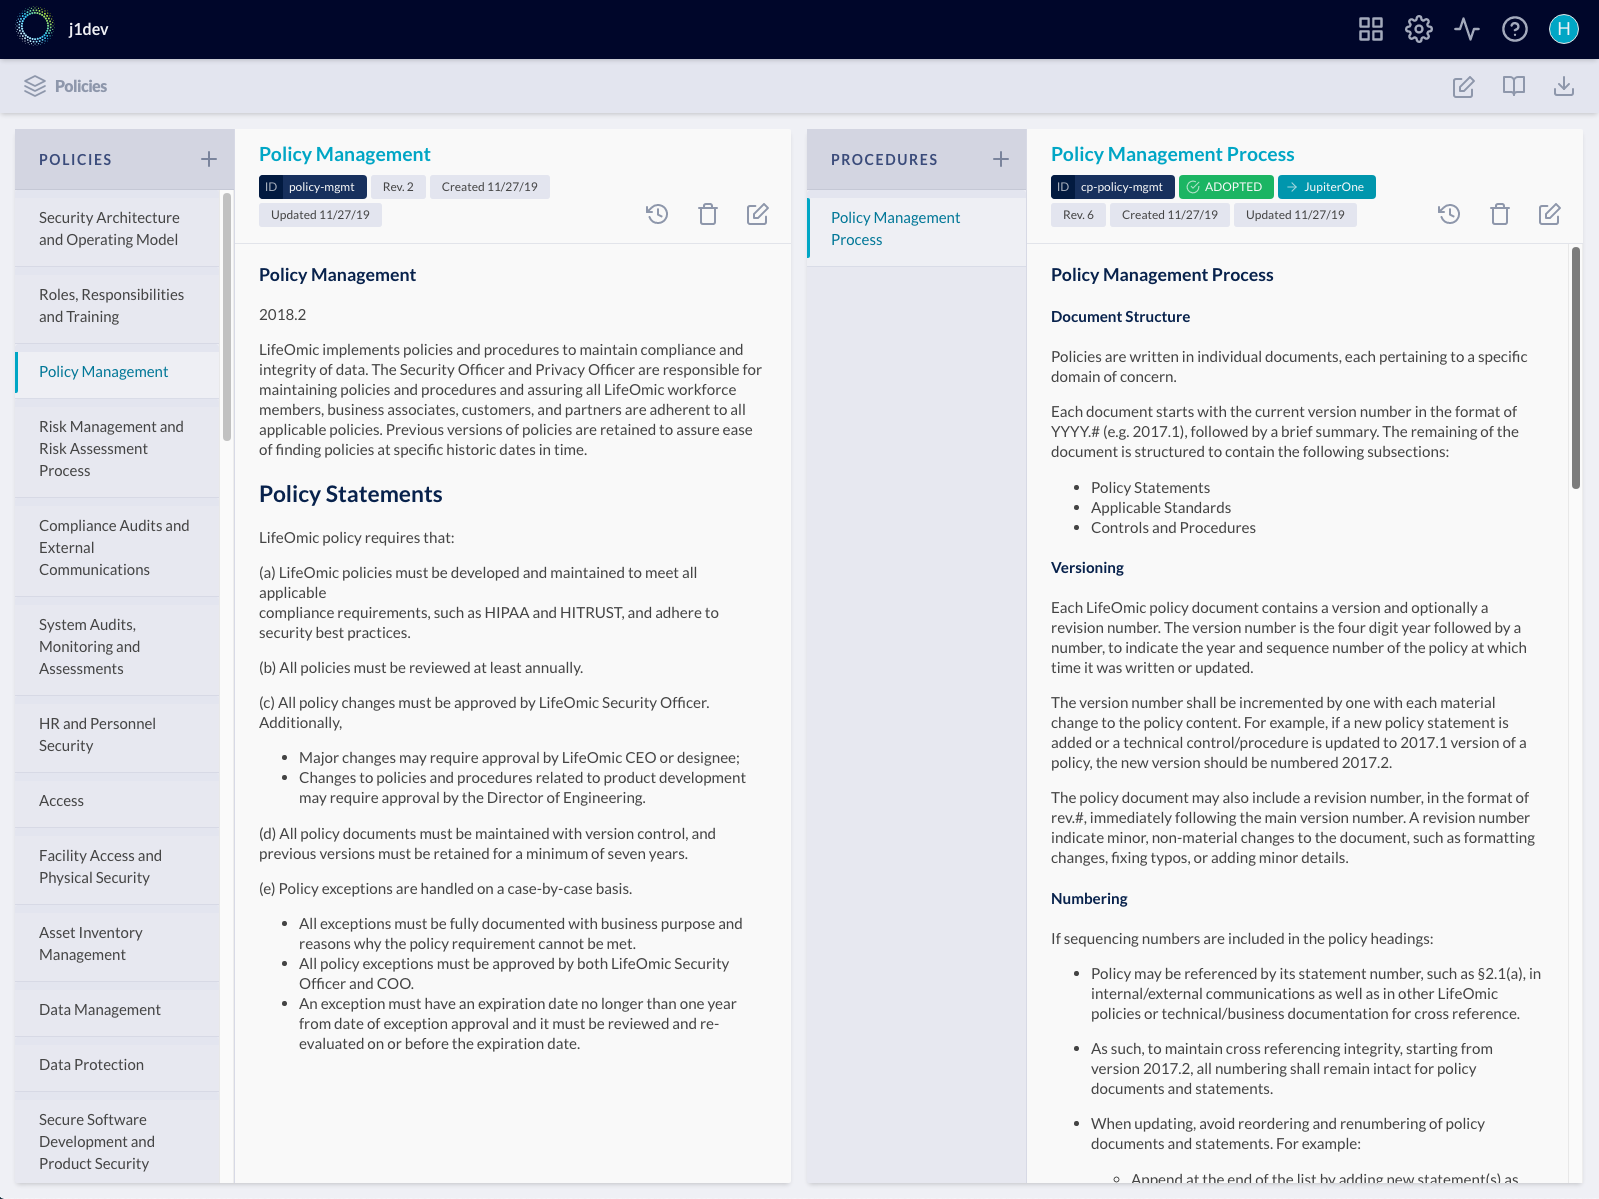 j1dev
H
Policies
POLICIES
Security Architecture
and Operating Model
Roles, Responsibilities
and Training
Policy Management
Risk Management and
Risk Assessment
Process
Compliance Audits and
External
Communications
System Audits,
Monitoring and
Assessments
HR and Personnel
Security
Access
Facility Access and
Physical Security
Asset Inventory
Management
Data Management
Data Protection
Secure Software
Development and
Product Security
Policy Management
ID policy-mgmt Rev. 2 Created 11/27/19
Updated 11/27/19
Policy Management
2018.2
LifeOmic implements policies and procedures to maintain compliance and
integrity of data. The Security Officer and Privacy Officer are responsible for
maintaining policies and procedures and assuring all LifeOmic workforce
members, business associates, customers, and partners are adherent to all
applicable policies. Previous versions of policies are retained to assure ease
of finding policies at specific historic dates in time.
Policy Statements
LifeOmic policy requires that:
(a) LifeOmic policies must be developed and maintained to meet all
applicable
compliance requirements, such as HIPAA and HITRUST, and adhere to
security best practices.
(b) All policies must be reviewed at least annually.
(c) All policy changes must be approved by LifeOmic Security Officer.
Additionally,
• Major changes may require approval by LifeOmic CEO or designee;
• Changes to policies and procedures related to product development
may require approval by the Director of Engineering.
(d) All policy documents must be maintained with version control, and
previous versions must be retained for a minimum of seven years.
(e) Policy exceptions are handled on a case-by-case basis.
• All exceptions must be fully documented with business purpose and
reasons why the policy requirement cannot be met.
• All policy exceptions must be approved by both LifeOmic Security
Officer and COO.
• An exception must have an expiration date no longer than one year
from date of exception approval and it must be reviewed and re-
evaluated on or before the expiration date.
PROCEDURES
Policy Management
Process
Policy Management Process
ID cp-policy-mgmt ADOPTED JupiterOne
Rev. 6 Created 11/27/19 Updated 11/27/19
Policy Management Process
Document Structure
Policies are written in individual documents, each pertaining to a specific
domain of concern.
Each document starts with the current version number in the format of
YYYY.# (e.g. 2017.1), followed by a brief summary. The remaining of the
document is structured to contain the following subsections:
• Policy Statements
• Applicable Standards
• Controls and Procedures
Versioning
Each LifeOmic policy document contains a version and optionally a
revision number. The version number is the four digit year followed by a
number, to indicate the year and sequence number of the policy at which
time it was written or updated.
The version number shall be incremented by one with each material
change to the policy content. For example, if a new policy statement is
added or a technical control/procedure is updated to 2017.1 version of a
policy, the new version should be numbered 2017.2.
The policy document may also include a revision number, in the format of
rev.#, immediately following the main version number. A revision number
indicate minor, non-material changes to the document, such as formatting
changes, fixing typos, or adding minor details.
Numbering
If sequencing numbers are included in the policy headings:
• Policy may be referenced by its statement number, such as §2.1(a), in
internal/external communications as well as in other LifeOmic
policies or technical/business documentation for cross reference.
• As such, to maintain cross referencing integrity, starting from
version 2017.2, all numbering shall remain intact for policy
documents and statements.
• When updating, avoid reordering and renumbering of policy
documents and statements. For example:
◦ Append at the end of the list by adding new statement(s) as